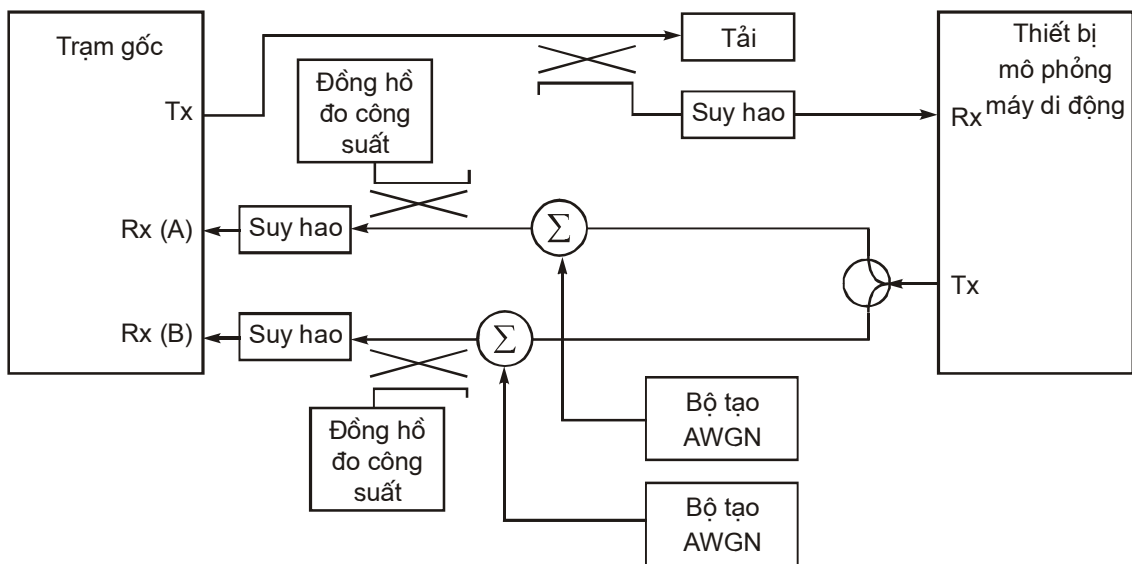 Trạm gốc
Tải
Thiết bị
mô phỏng
máy di động
Đồng hồ
đo công
suất
Tx
Suy hao
Rx
Rx (A)
Suy hao
Σ
Tx
Rx (B)
Suy hao
Σ
Đồng hồ
đo công
suất
Bộ tạo
AWGN
Bộ tạo
AWGN